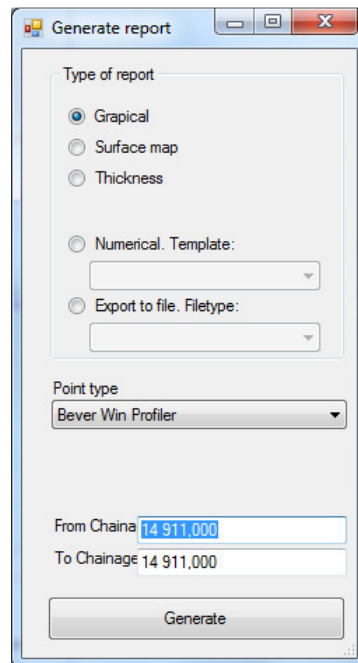 Generate report
Type of report
Grapical
Surface map
Thickness
Numerical. Template:
Export to file. Filetype:
Point type
Bever Win Profiler
From Chaina 14 911,000
To Chainage 14 911,000
Generate